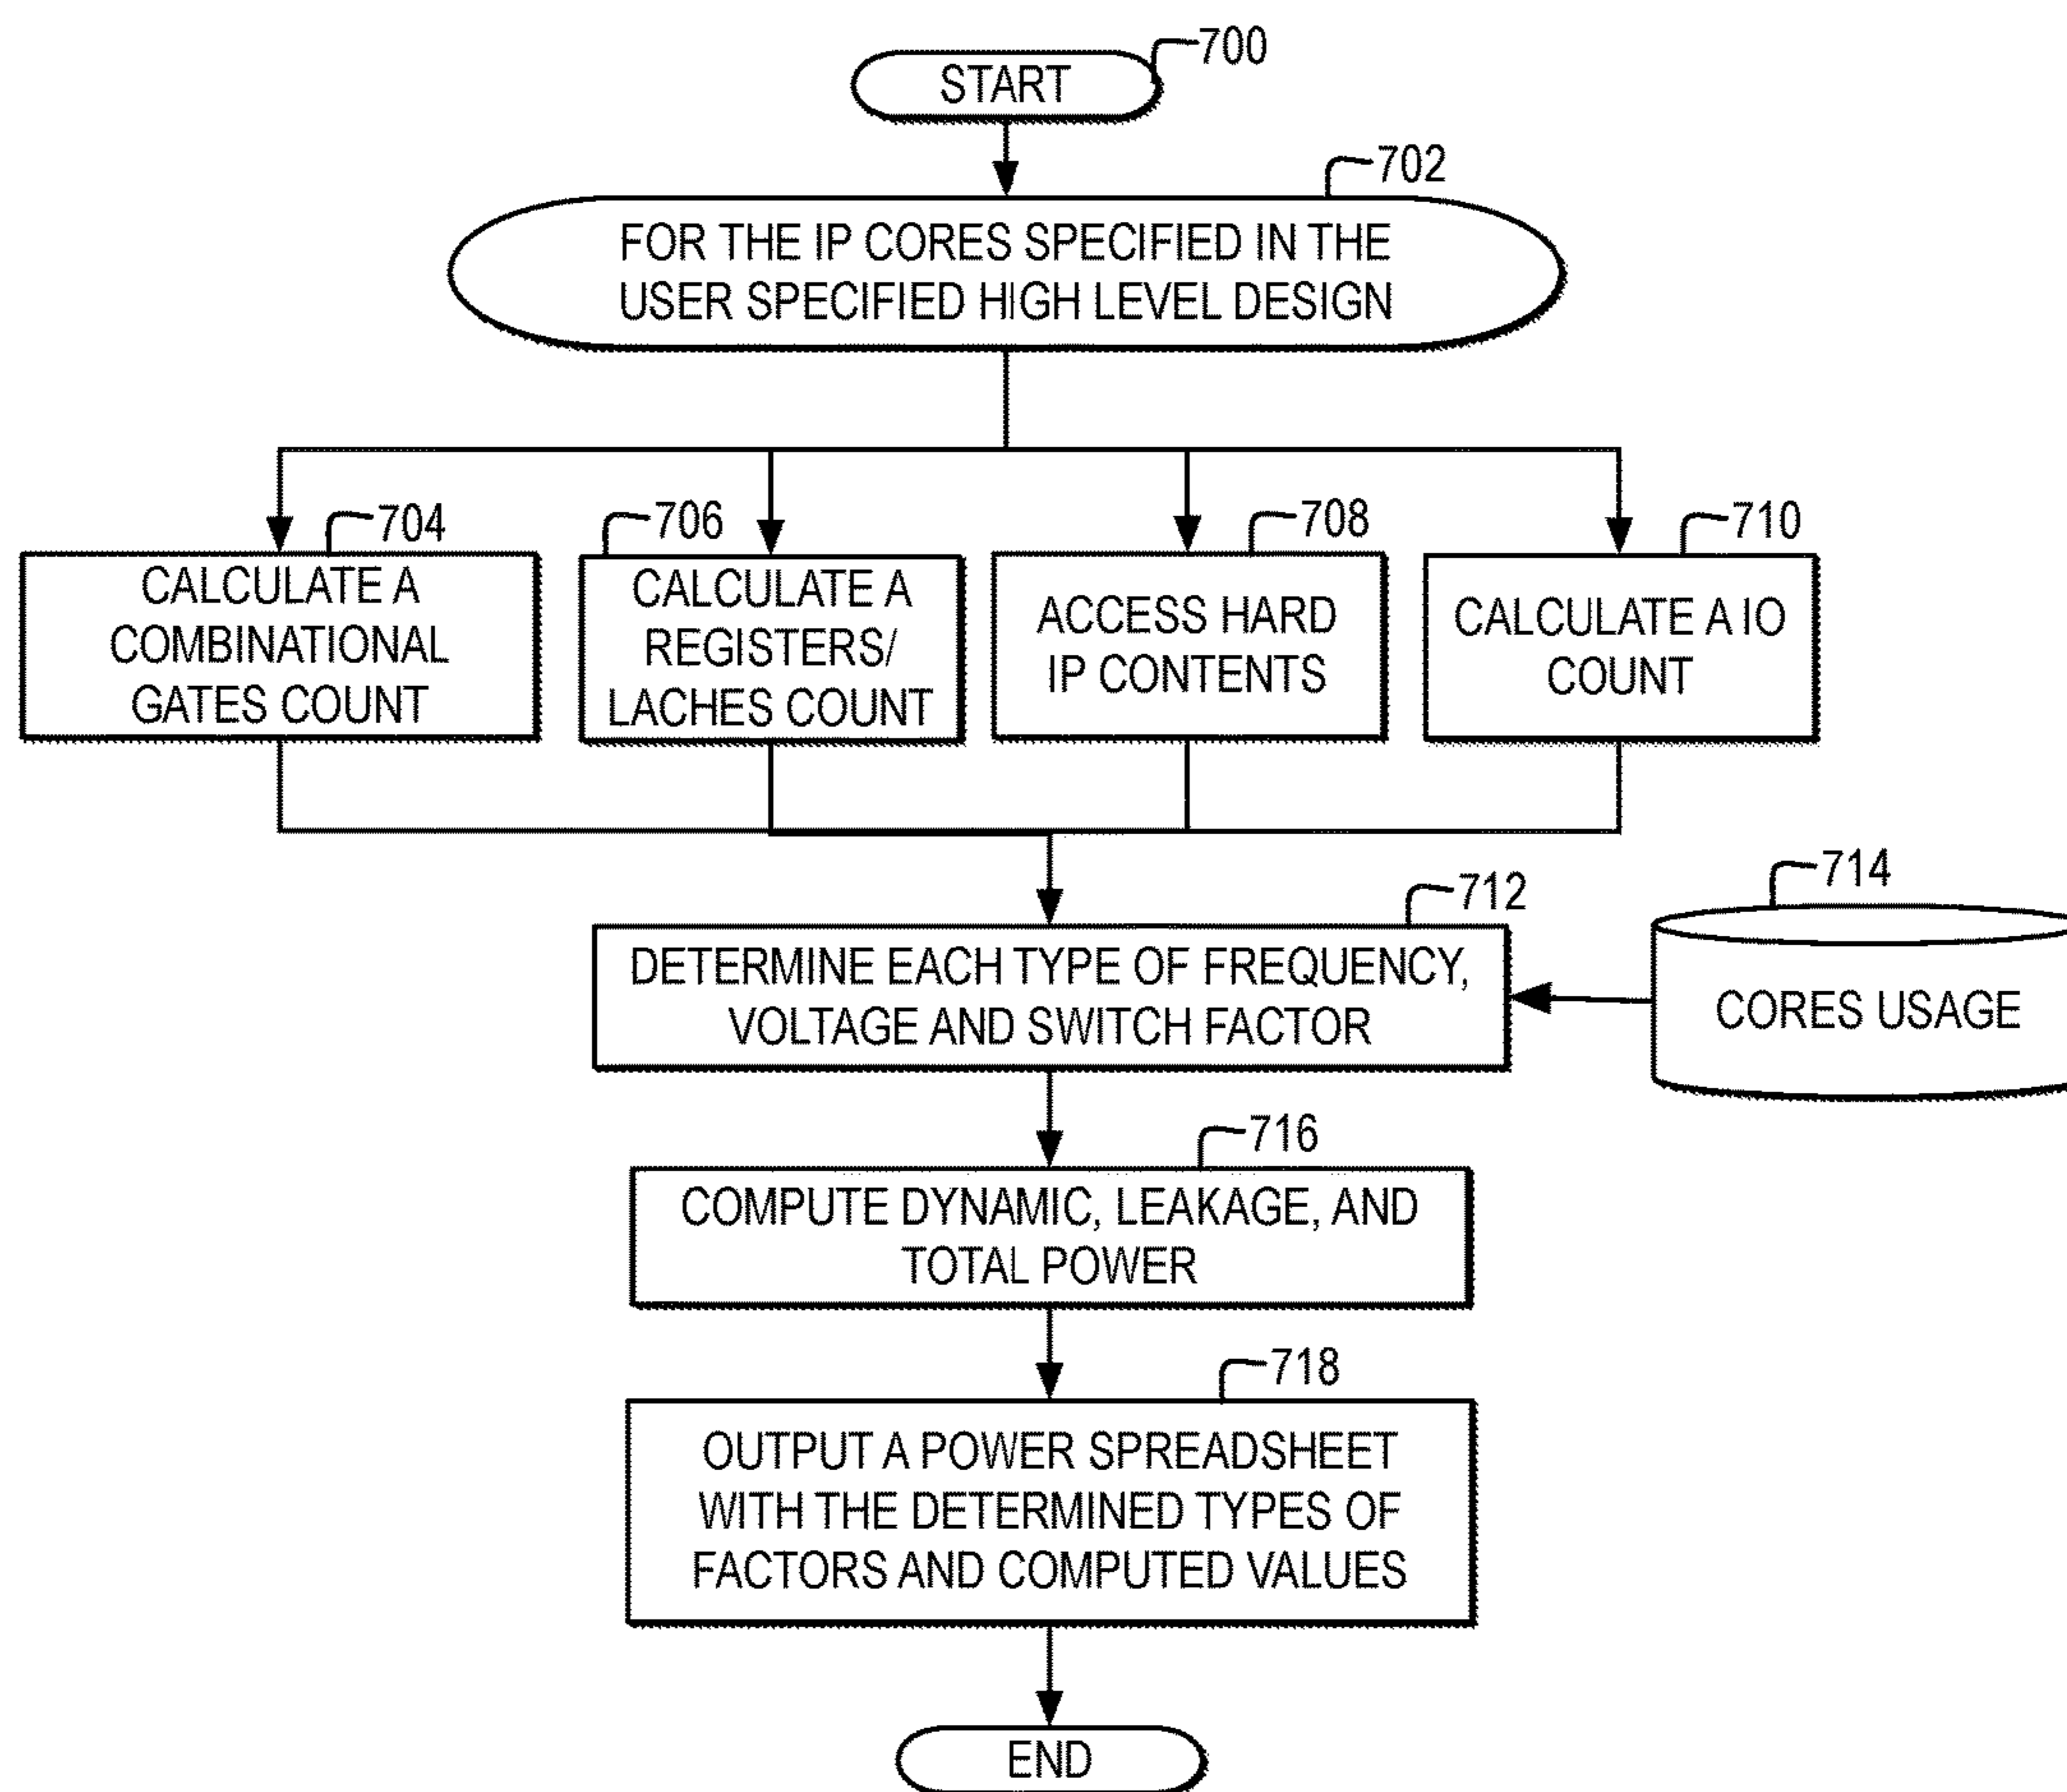 700
START
702
FOR THE IP CORES SPECIFIED IN THE
USER SPECIFIED HIGH LEVEL DESIGN
704
CALCULATE A
COMBINATIONAL
GATES COUNT
706
CALCULATE A
REGISTERS/
LACHES COUNT
708
ACCESS HARD
IP CONTENTS
710
CALCULATE A IO
COUNT
712
DETERMINE EACH TYPE OF FREQUENCY,
VOLTAGE AND SWITCH FACTOR
714
CORES USAGE
716
COMPUTE DYNAMIC, LEAKAGE, AND
TOTAL POWER
718
OUTPUT A POWER SPREADSHEET
WITH THE DETERMINED TYPES OF
FACTORS AND COMPUTED VALUES
END